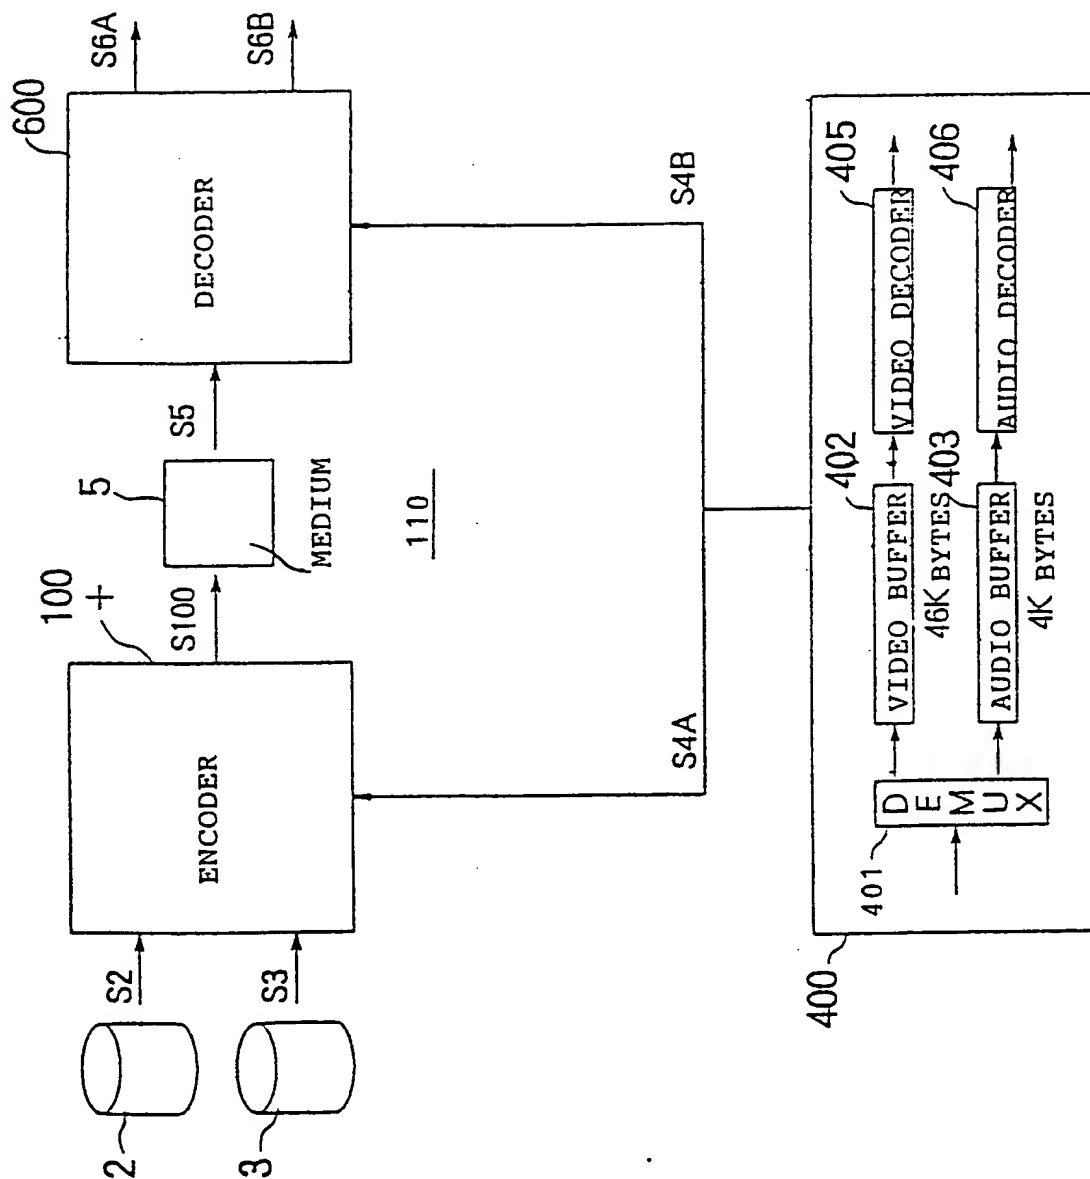 2
3
S2
S3
ENCODER
100
S100
5
MEDIUM
S5
600
DECODER
S6A
S6B
110
S4A
S4B
400
401
DEMUX
VIDEO BUFFER
402
46K BYTES
VIDEO DECODER
405
AUDIO BUFFER
403
4K BYTES
AUDIO DECODER
406